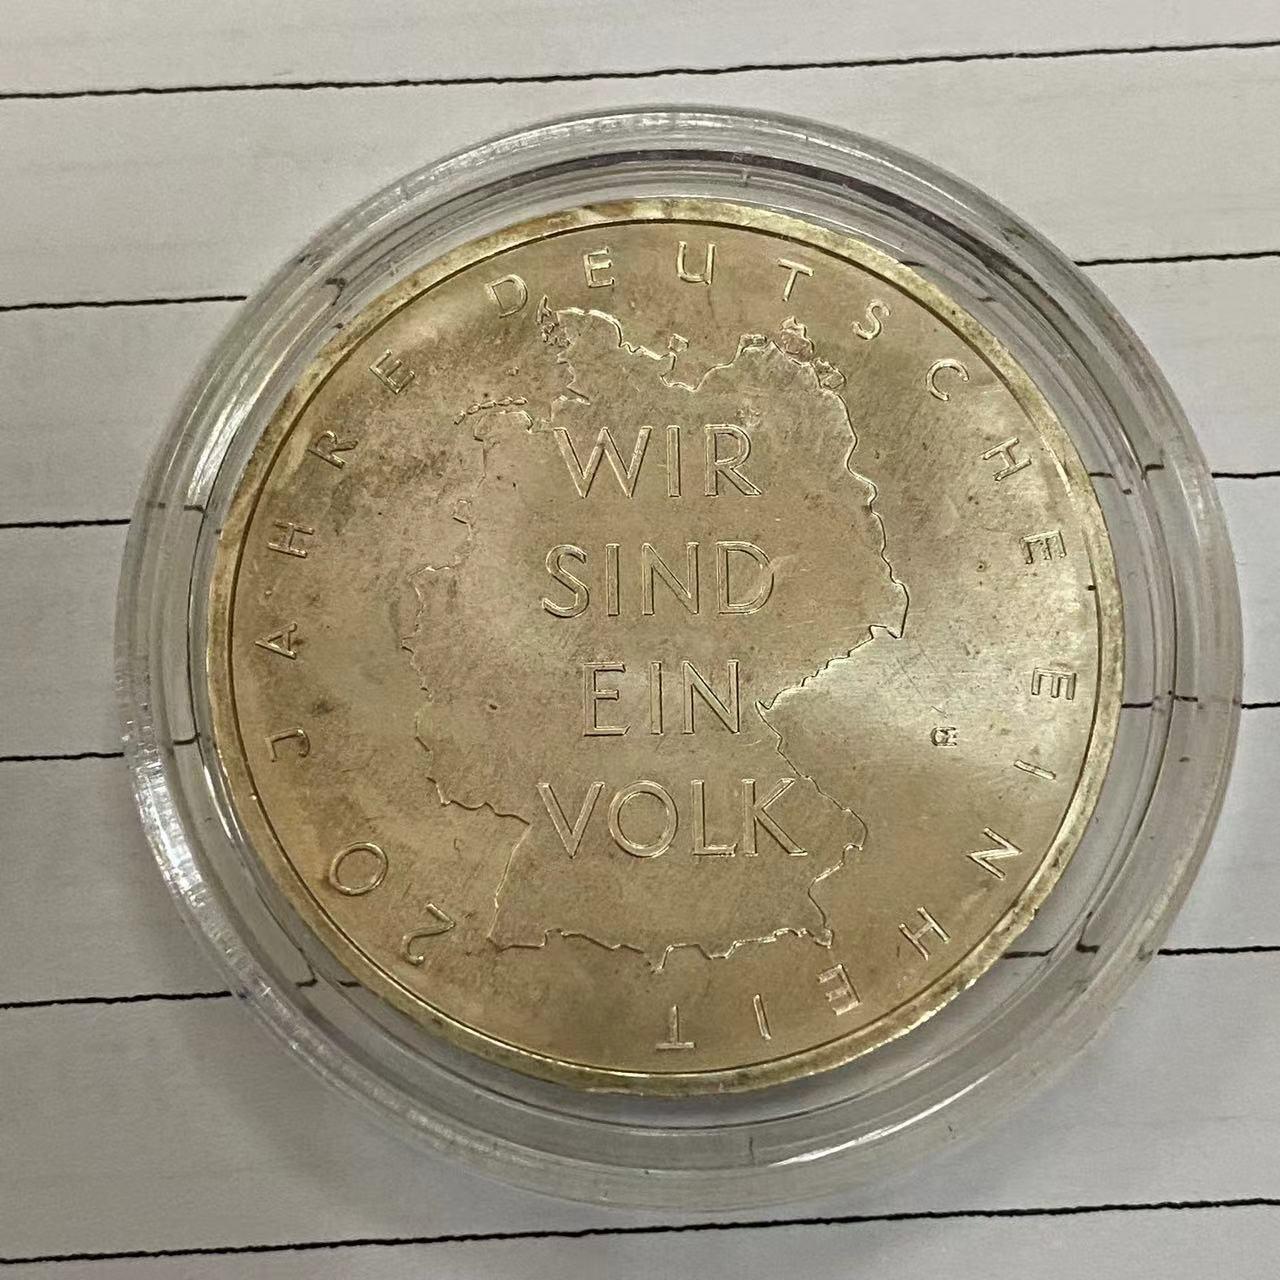 20 JAHRE DEUTSCHE EINHEIT
WIR
SIND
EIN
VOLK